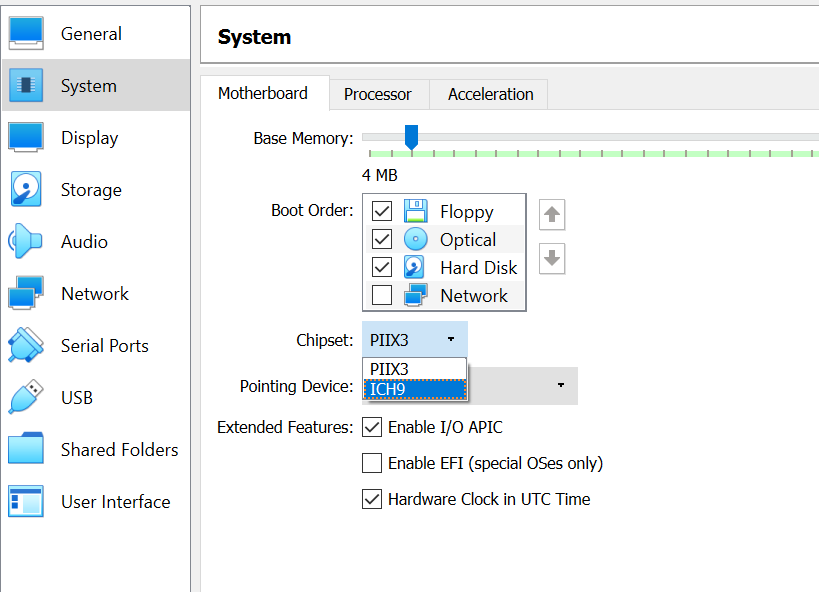 General
System
Display
Storage
Audio
Network
Serial Ports
USB
Shared Folders
User Interface
System
Motherboard Processor Acceleration
Base Memory:
4 MB
Boot Order: Floppy
Optical
Hard Disk
Network
Chipset: PIIX3
PIIX3
ICH9
Pointing Device:
Extended Features: Enable I/O APIC
Enable EFI (special OSes only)
Hardware Clock in UTC Time